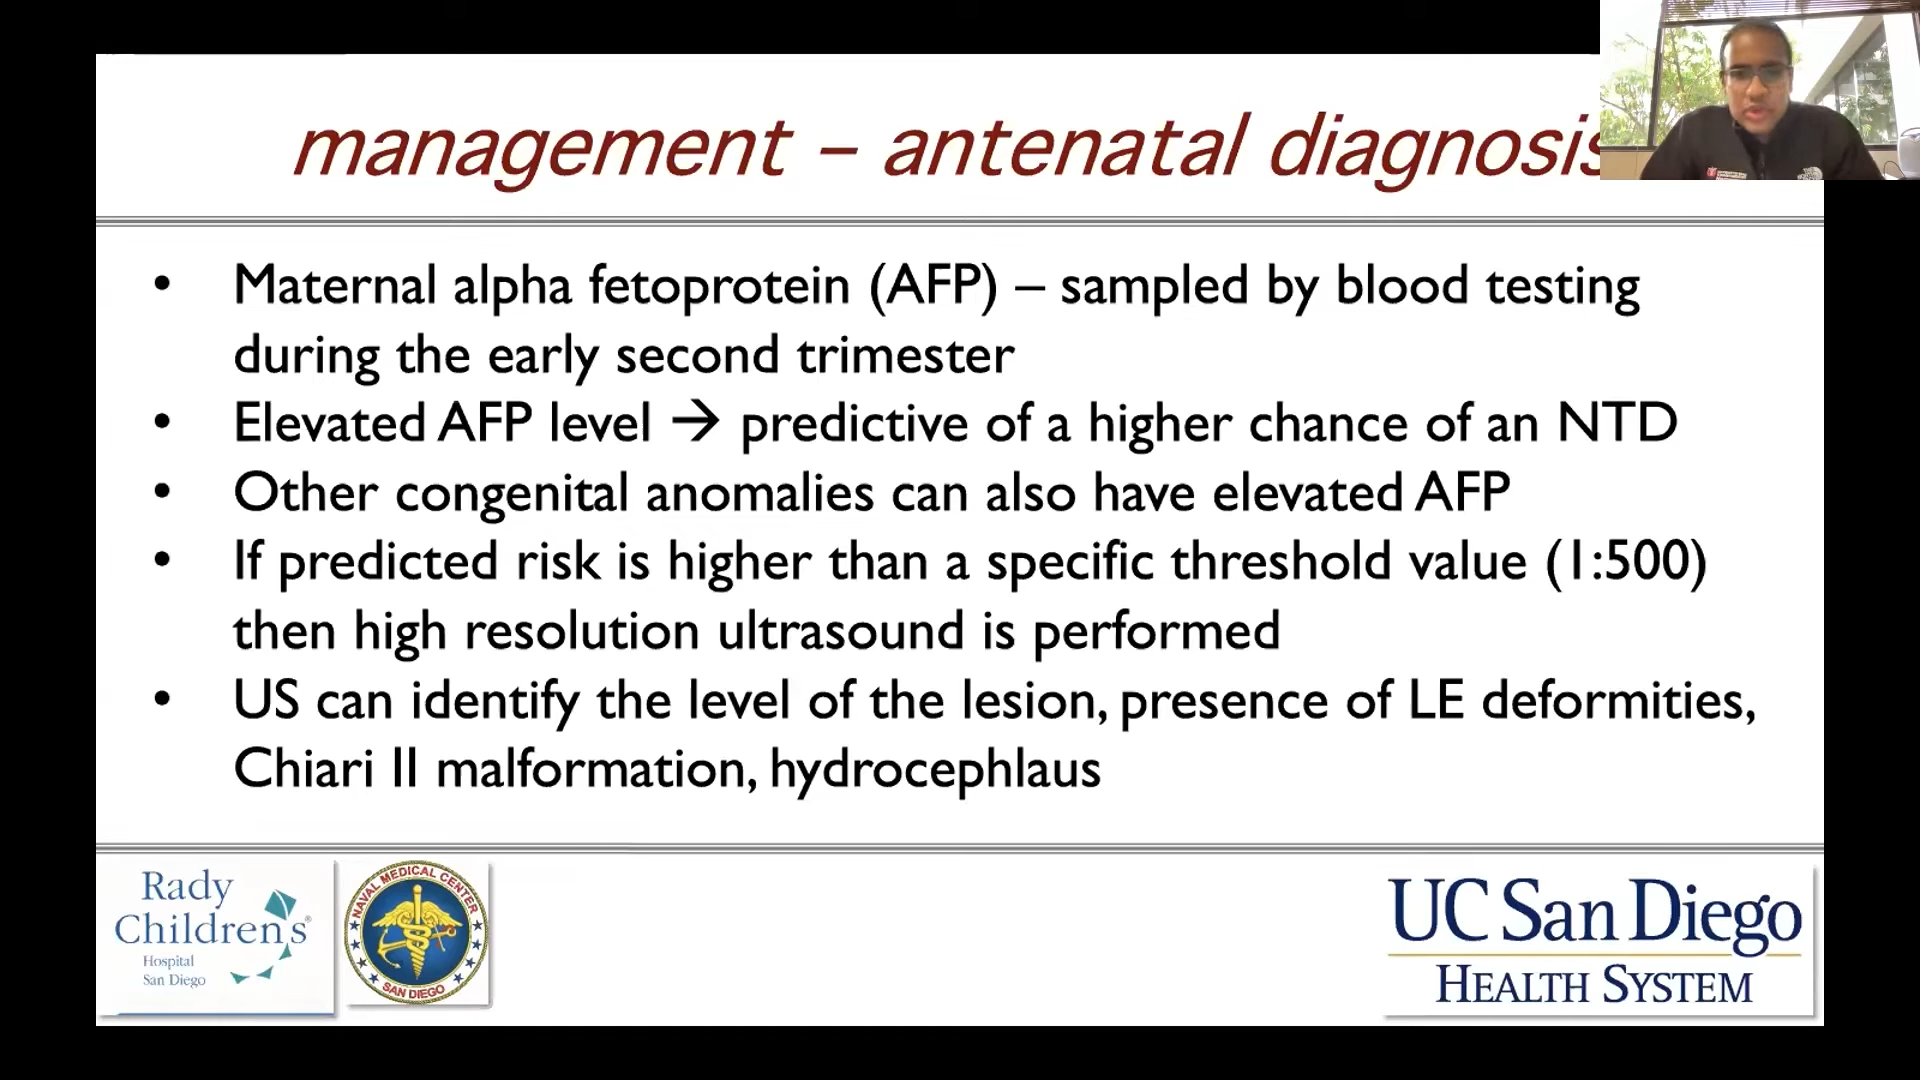 management – antenatal diagnosis
• Maternal alpha fetoprotein (AFP) – sampled by blood testing
during the early second trimester
• Elevated AFP level → predictive of a higher chance of an NTD
• Other congenital anomalies can also have elevated AFP
• If predicted risk is higher than a specific threshold value (1:500)
then high resolution ultrasound is performed
• US can identify the level of the lesion, presence of LE deformities,
Chiari II malformation, hydrocephlaus
Rady
Children's
Hospital
San Diego
NAVAL MEDICAL CENTER
SAN DIEGO
UC San Diego
HEALTH SYSTEM